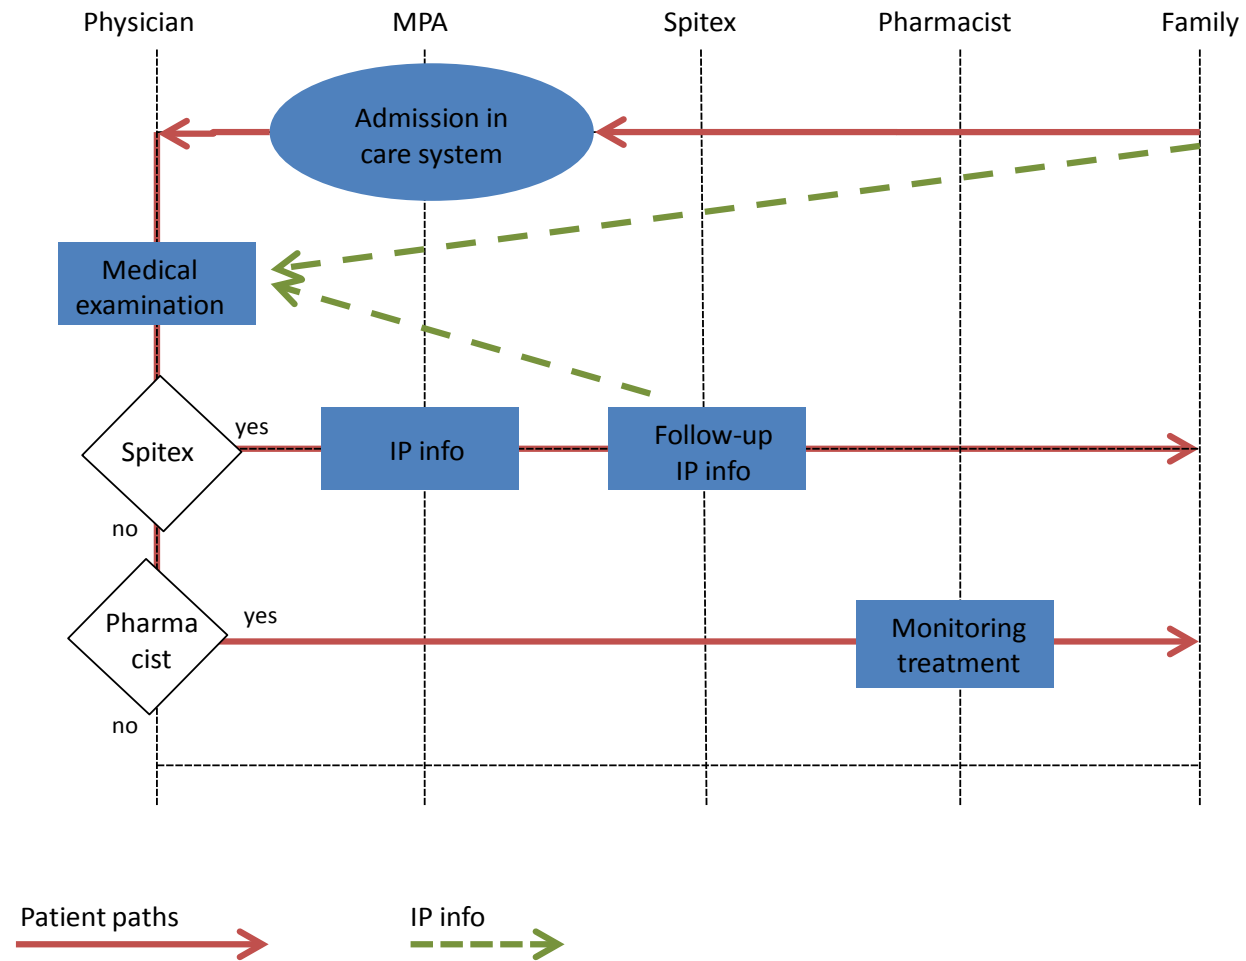 Physician
MPA
Spitex
Pharmacist
Family
Admission in
care system
Medical
examination
Spitex
yes
IP info
Follow-up
IP info
no
Pharma
cist
yes
Monitoring
treatment
no
Patient paths
IP info